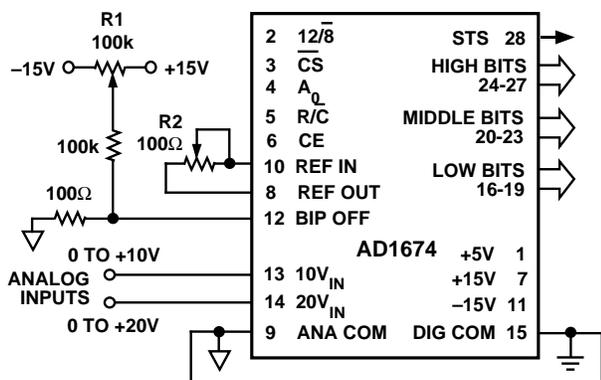 R1
100k
–15V
+15V
100k
R2
100Ω
100Ω
0 TO +10V
ANALOG
INPUTS
0 TO +20V
2 12/8̅
3 C̅S̅
4 A0
5 R/C̅
6 CE
10 REF IN
8 REF OUT
12 BIP OFF
13 10VIN
14 20VIN
9 ANA COM
STS 28
HIGH BITS
24-27
MIDDLE BITS
20-23
LOW BITS
16-19
AD1674
+5V 1
+15V 7
–15V 11
DIG COM 15